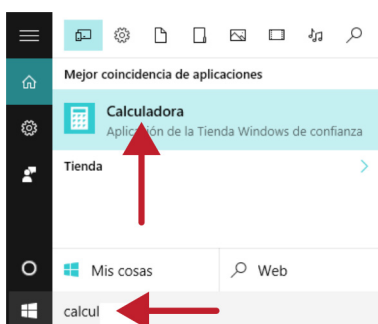 Mejor coincidencia de aplicaciones
Calculadora
Aplicación de la Tienda Windows de confianza
Tienda
Mis cosas
Web
calcul